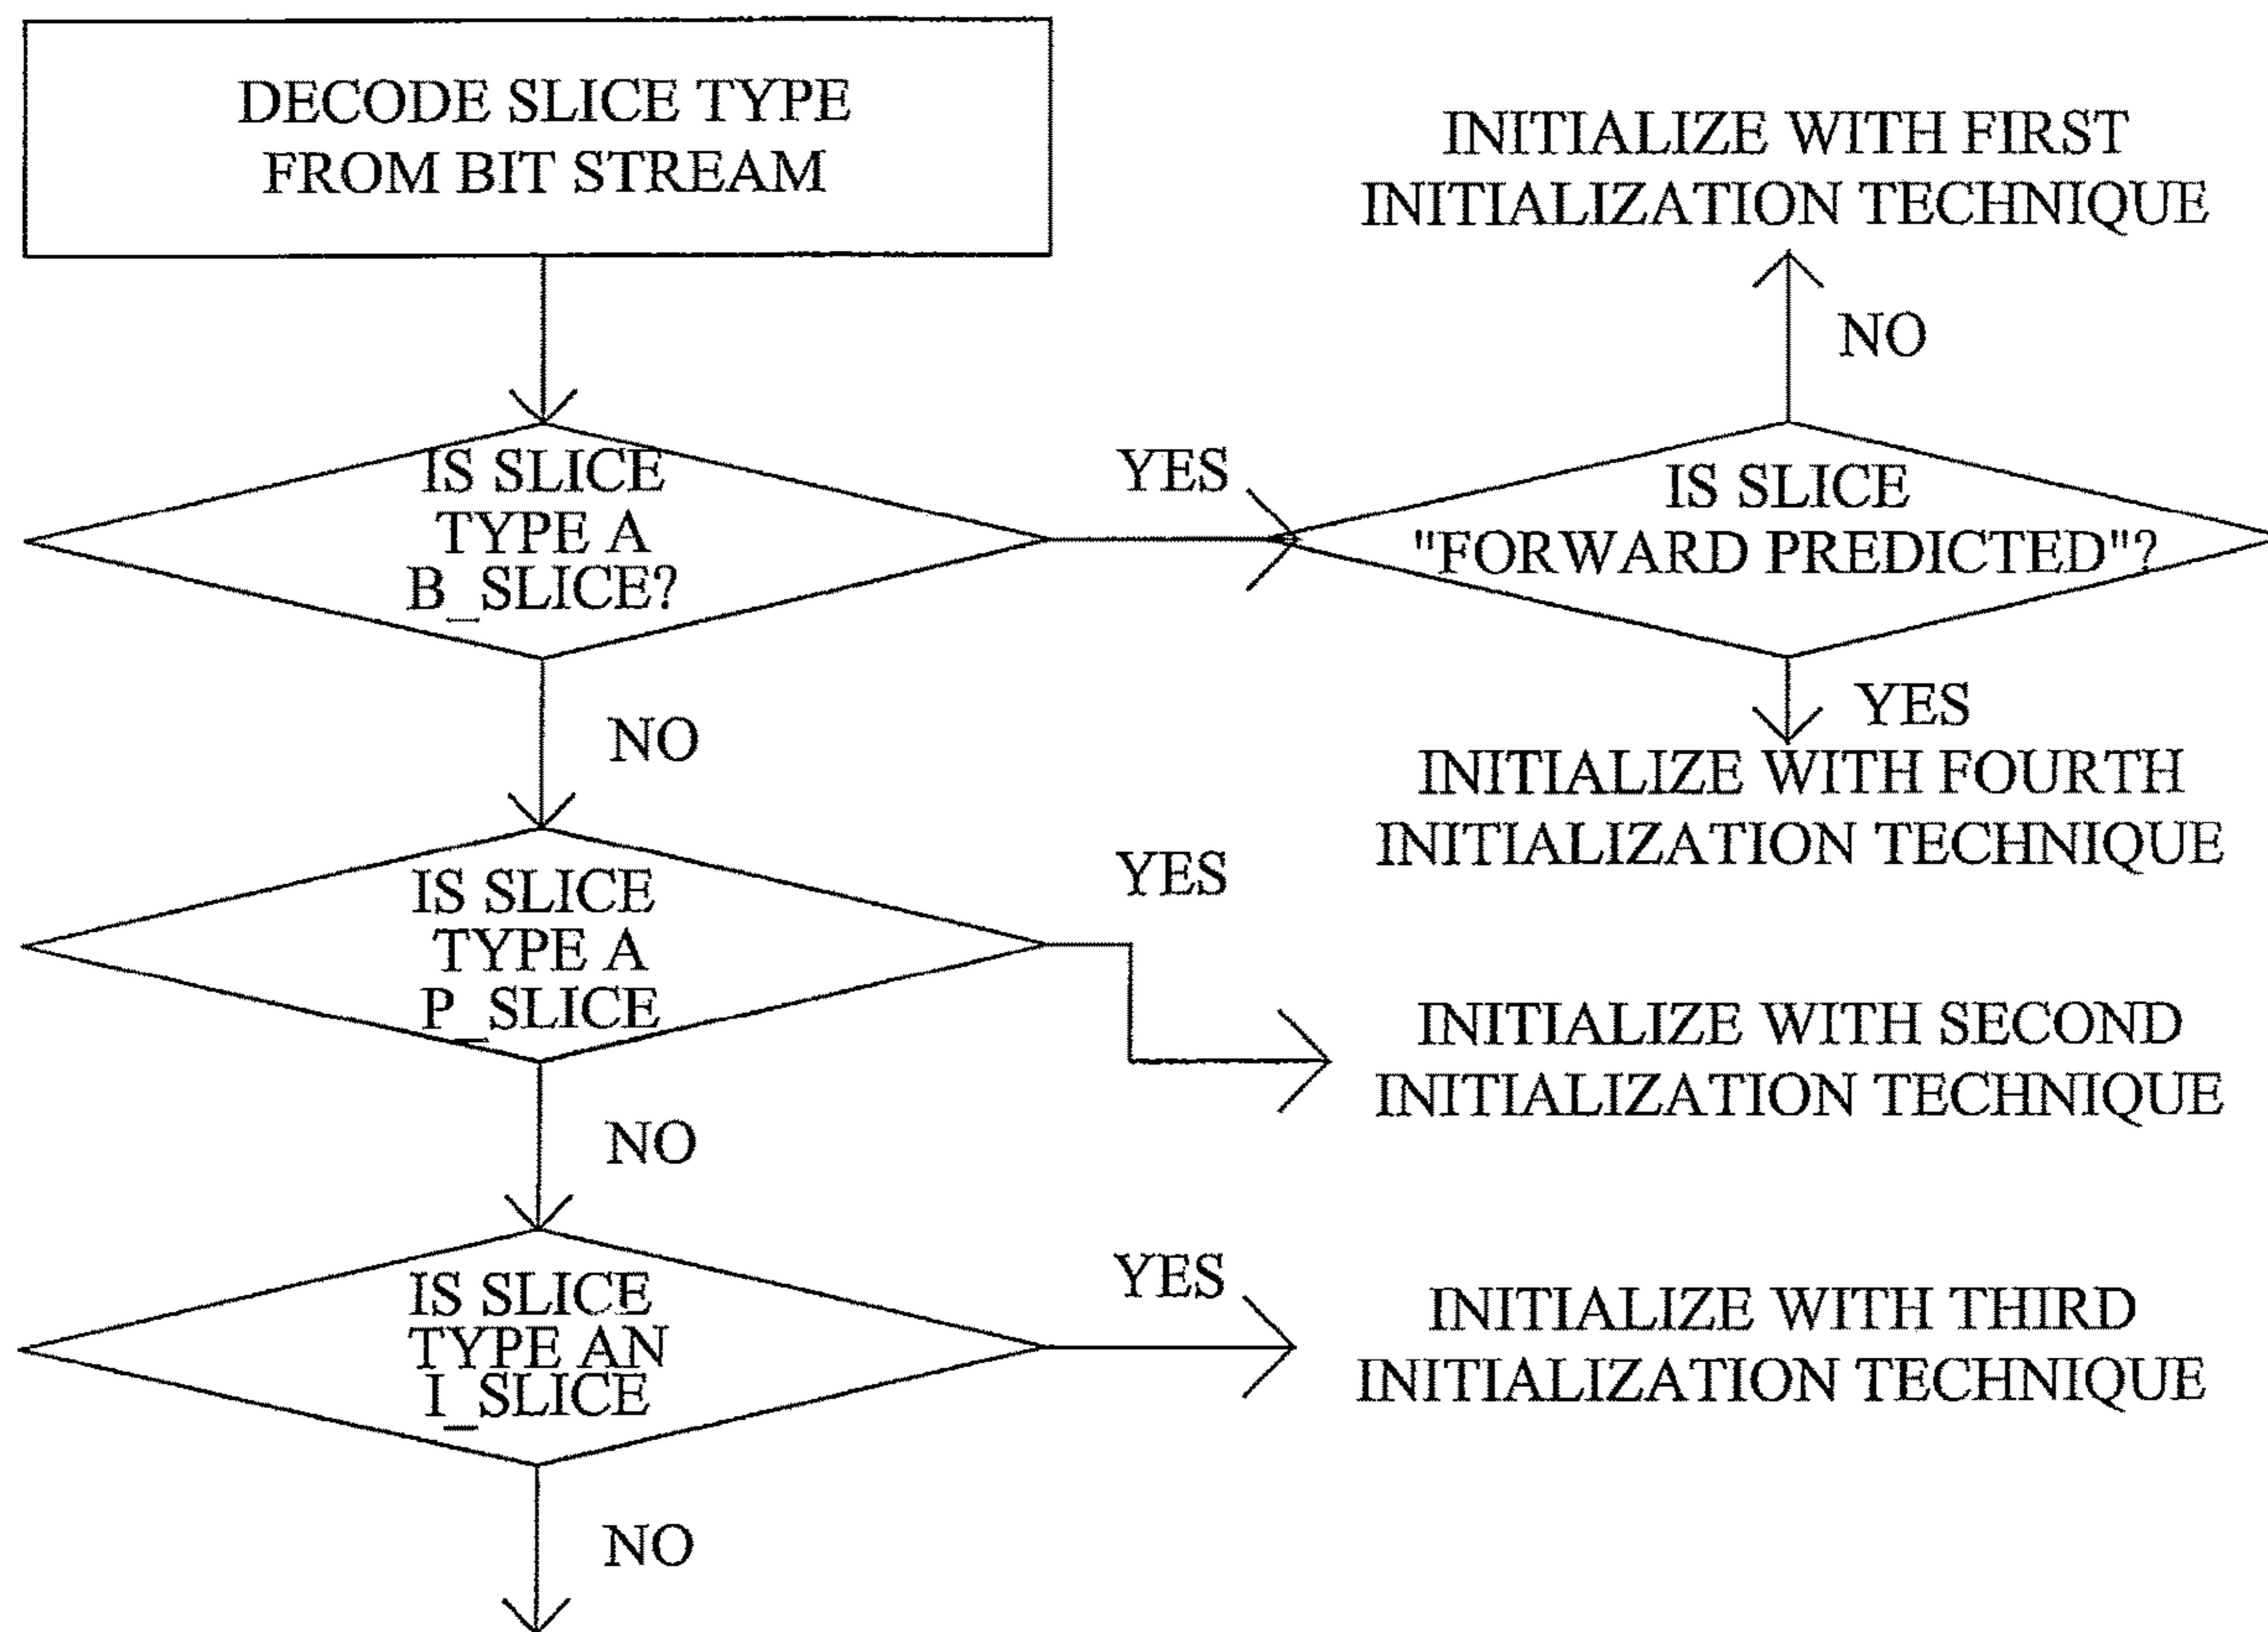 DECODE SLICE TYPE
FROM BIT STREAM
INITIALIZE WITH FIRST
INITIALIZATION TECHNIQUE
NO
IS SLICE
TYPE A
B_SLICE?
YES
IS SLICE
"FORWARD PREDICTED"?
YES
INITIALIZE WITH FOURTH
INITIALIZATION TECHNIQUE
NO
IS SLICE
TYPE A
P_SLICE
YES
INITIALIZE WITH SECOND
INITIALIZATION TECHNIQUE
NO
IS SLICE
TYPE AN
I_SLICE
YES
INITIALIZE WITH THIRD
INITIALIZATION TECHNIQUE
NO